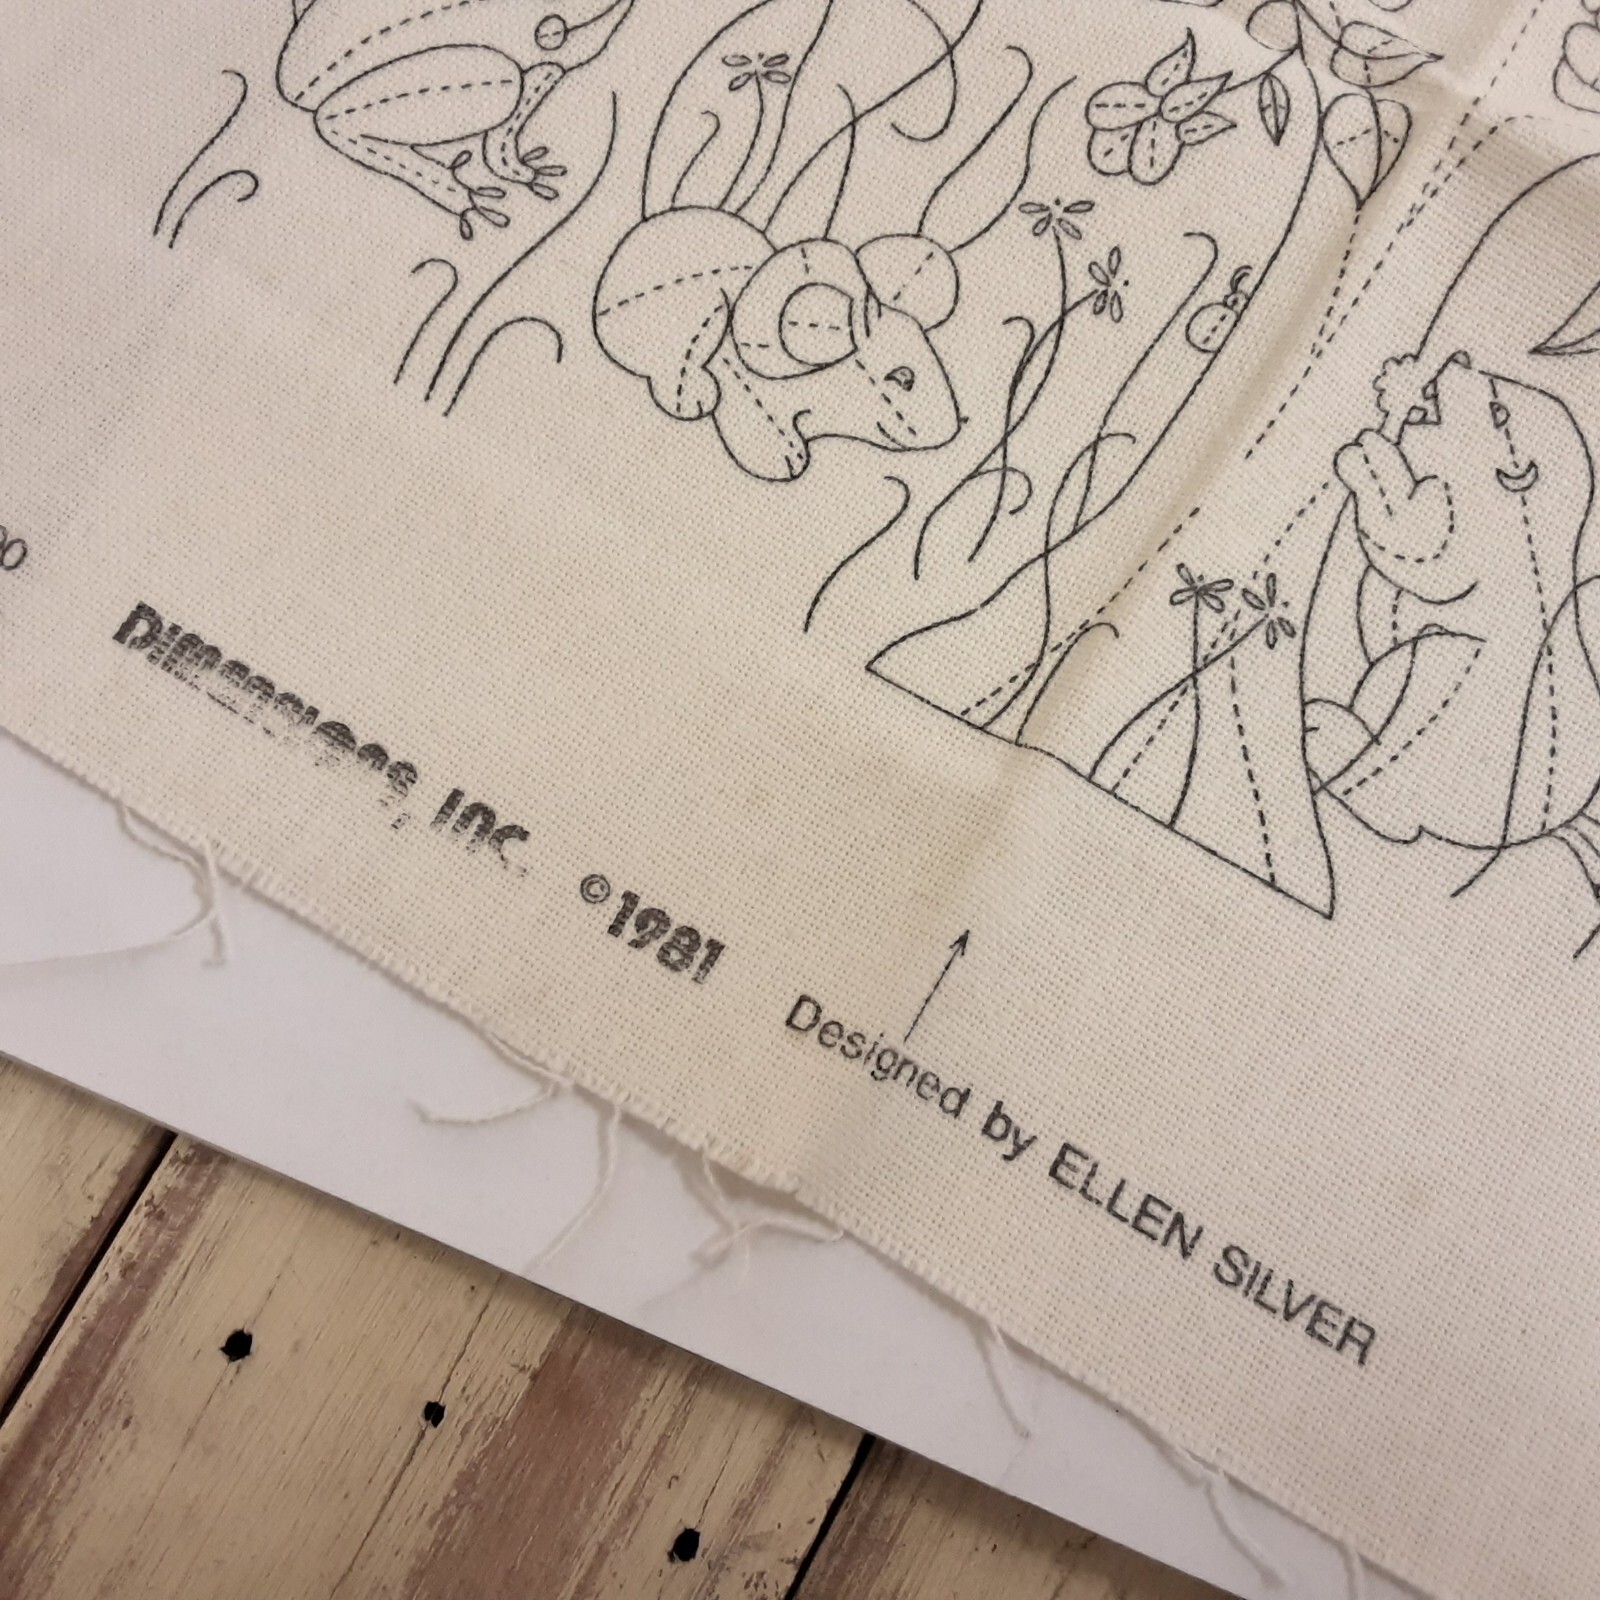 Dimensions, Inc. ©1981
Designed by ELLEN SILVER